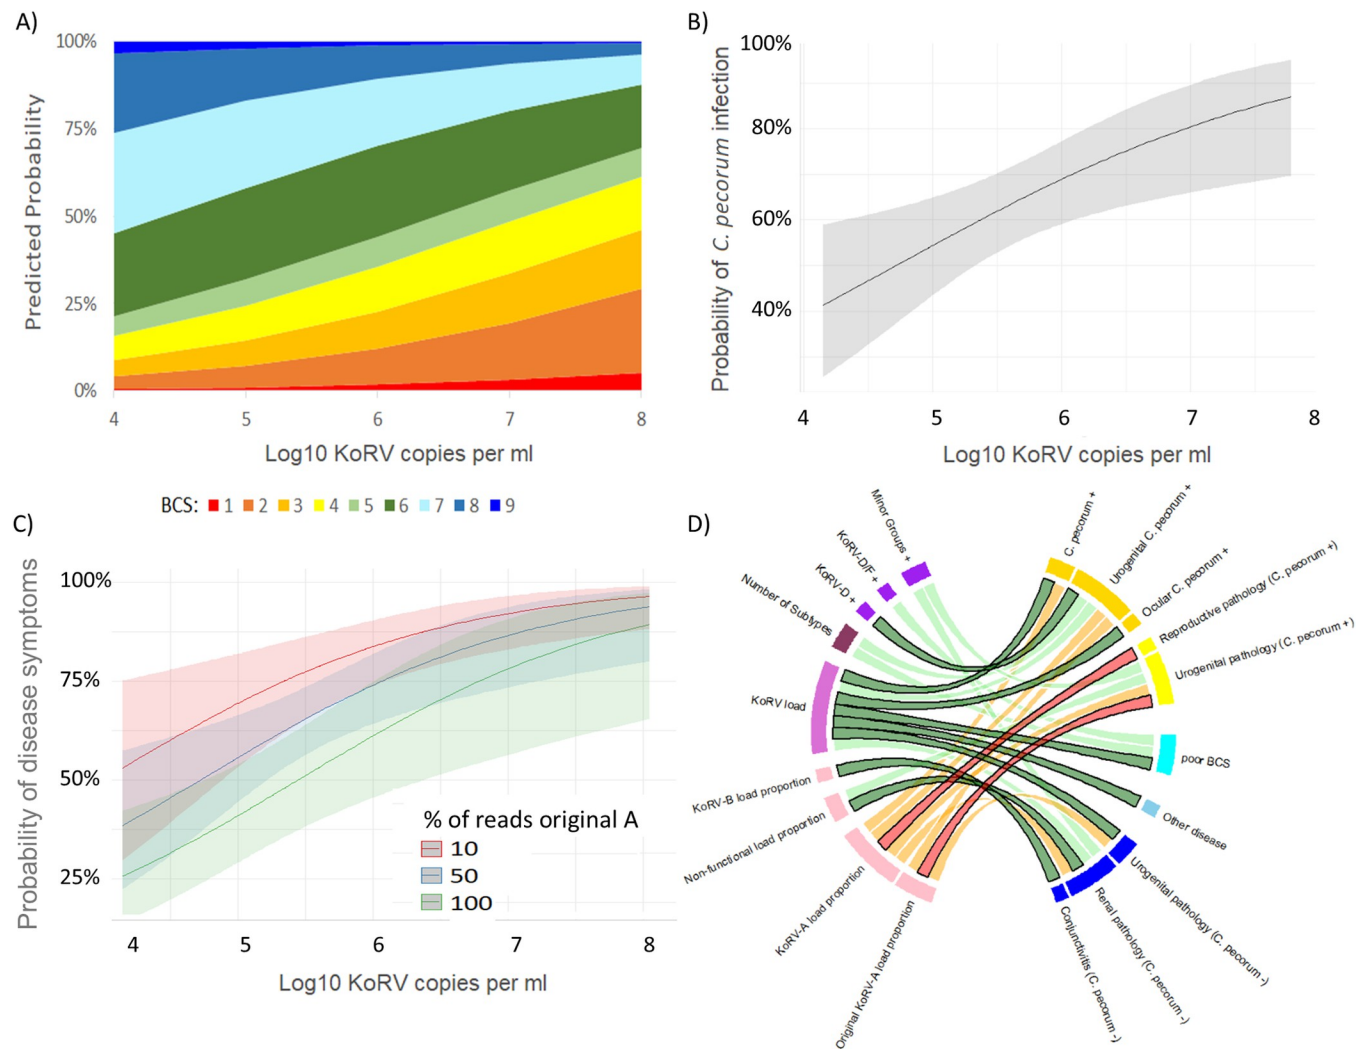 A)
100%
75%
50%
25%
0%
Predicted Probability
4 5 6 7 8
Log10 KoRV copies per ml
BCS: 1 2 3 4 5 6 7 8 9
B)
100%
80%
60%
40%
Probability of C. pecorum infection
4 5 6 7 8
Log10 KoRV copies per ml
C)
100%
75%
50%
25%
Probability of disease symptoms
% of reads original A
10
50
100
4 5 6 7 8
Log10 KoRV copies per ml
D)
Minor Groups +
KoRV-D/F +
KoRV-D +
Number of Subtypes
KoRV load
KoRV-B load proportion
Non-functional load proportion
KoRV-A load proportion
Original KoRV-A load proportion
C. pecorum +
Urogenital C. pecorum +
Ocular C. pecorum +
Reproductive pathology (C. pecorum +)
Urogenital pathology (C. pecorum +)
poor BCS
Other disease
Urogenital pathology (C. pecorum -)
Renal pathology (C. pecorum -)
Conjunctivitis (C. pecorum -)